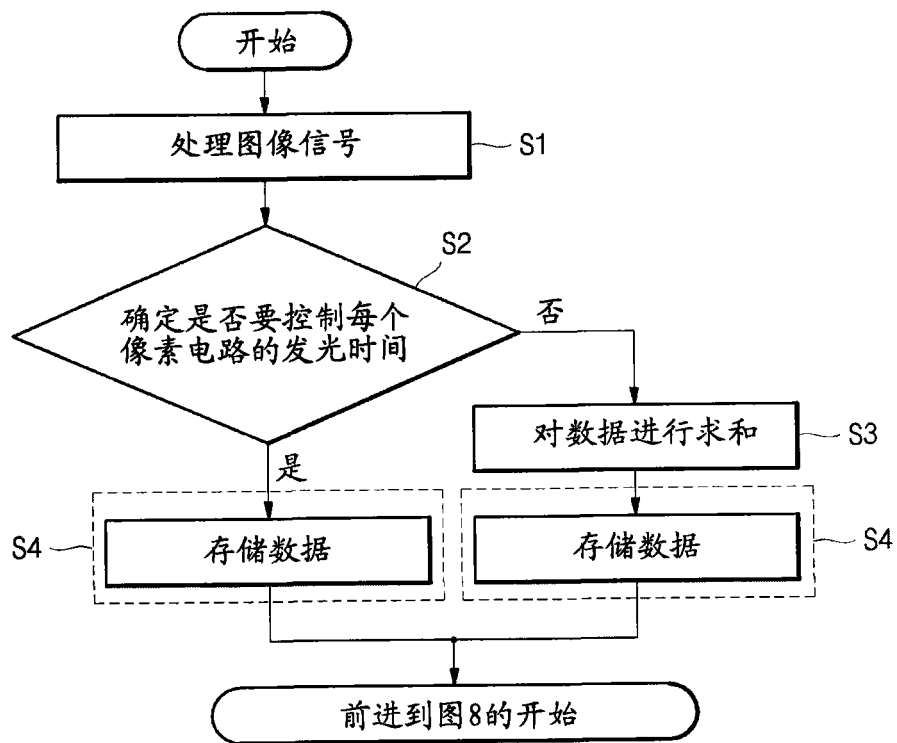 开始
处理图像信号
S1
S2
确定是否要控制每个
像素电路的发光时间
否
对数据进行求和
S3
是
S4
存储数据
存储数据
S4
前进到图8的开始